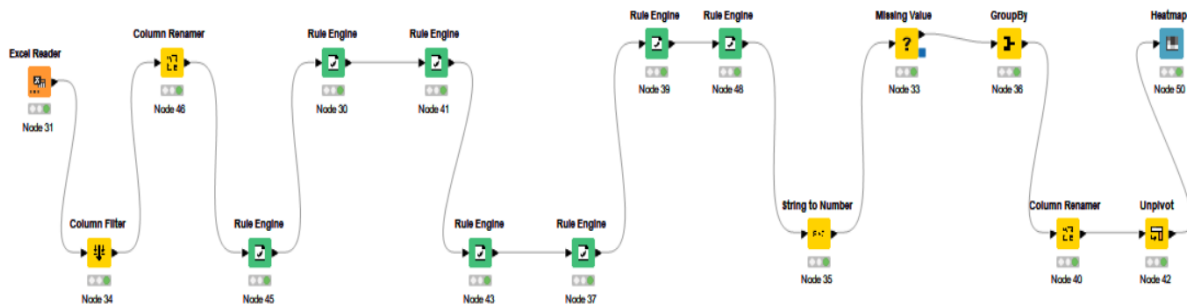 Excel Reader
Node 31
Column Filter
Node 34
Column Renamer
Node 46
Rule Engine
Node 45
Rule Engine
Node 30
Rule Engine
Node 41
Rule Engine
Node 43
Rule Engine
Node 37
Rule Engine
Node 39
Rule Engine
Node 48
String to Number
Node 35
Missing Value
?
Node 33
GroupBy
Node 36
Column Renamer
Node 40
Unpivot
Node 42
Heatmap
Node 50